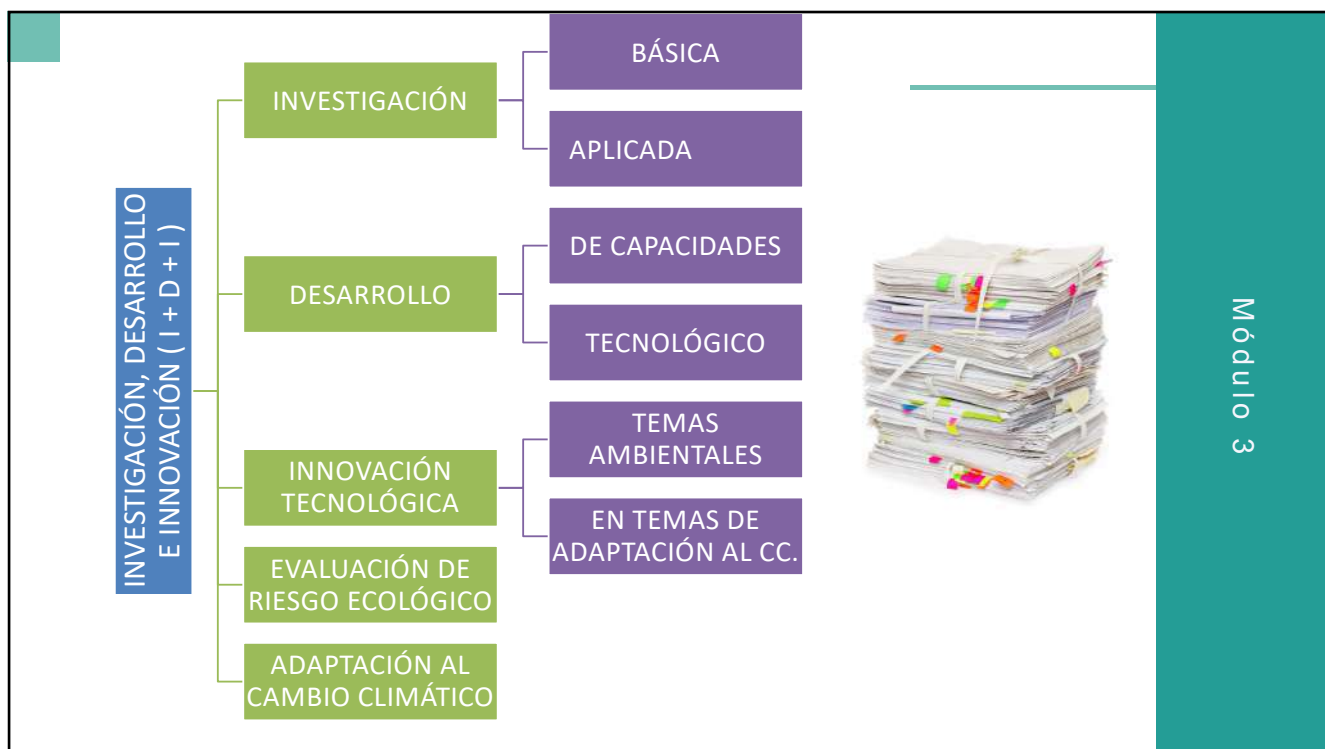 INVESTIGACIÓN, DESARROLLO
E INNOVACIÓN ( I + D + I )
INVESTIGACIÓN
BÁSICA
APLICADA
DESARROLLO
DE CAPACIDADES
TECNOLÓGICO
INNOVACIÓN
TECNOLÓGICA
TEMAS
AMBIENTALES
EN TEMAS DE
ADAPTACIÓN AL CC.
EVALUACIÓN DE
RIESGO ECOLÓGICO
ADAPTACIÓN AL
CAMBIO CLIMÁTICO
Módulo 3